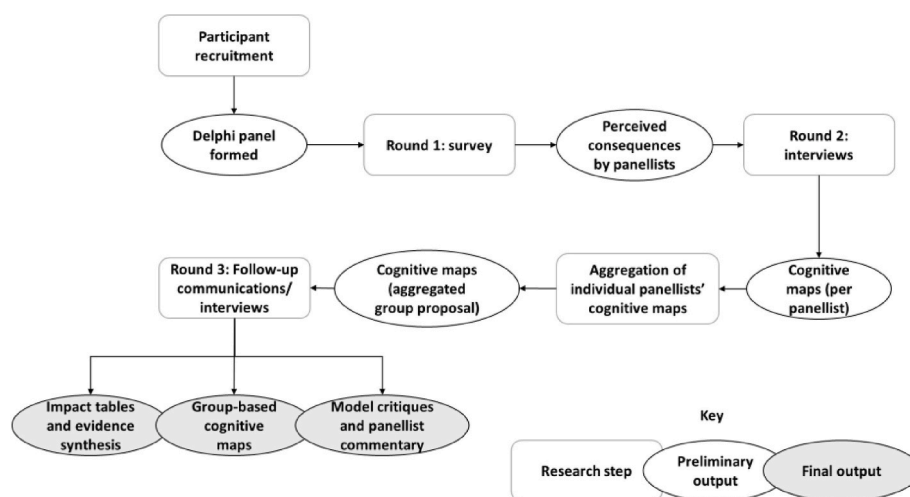 Participant
recruitment
Delphi panel
formed
Round 1: survey
Perceived
consequences
by panellists
Round 2:
interviews
Round 3: Follow-up
communications/
interviews
Cognitive maps
(aggregated
group proposal)
Aggregation of
individual panellists’
cognitive maps
Cognitive
maps (per
panellist)
Impact tables
and evidence
synthesis
Group-based
cognitive
maps
Model critiques
and panellist
commentary
Key
Research step
Preliminary
output
Final output